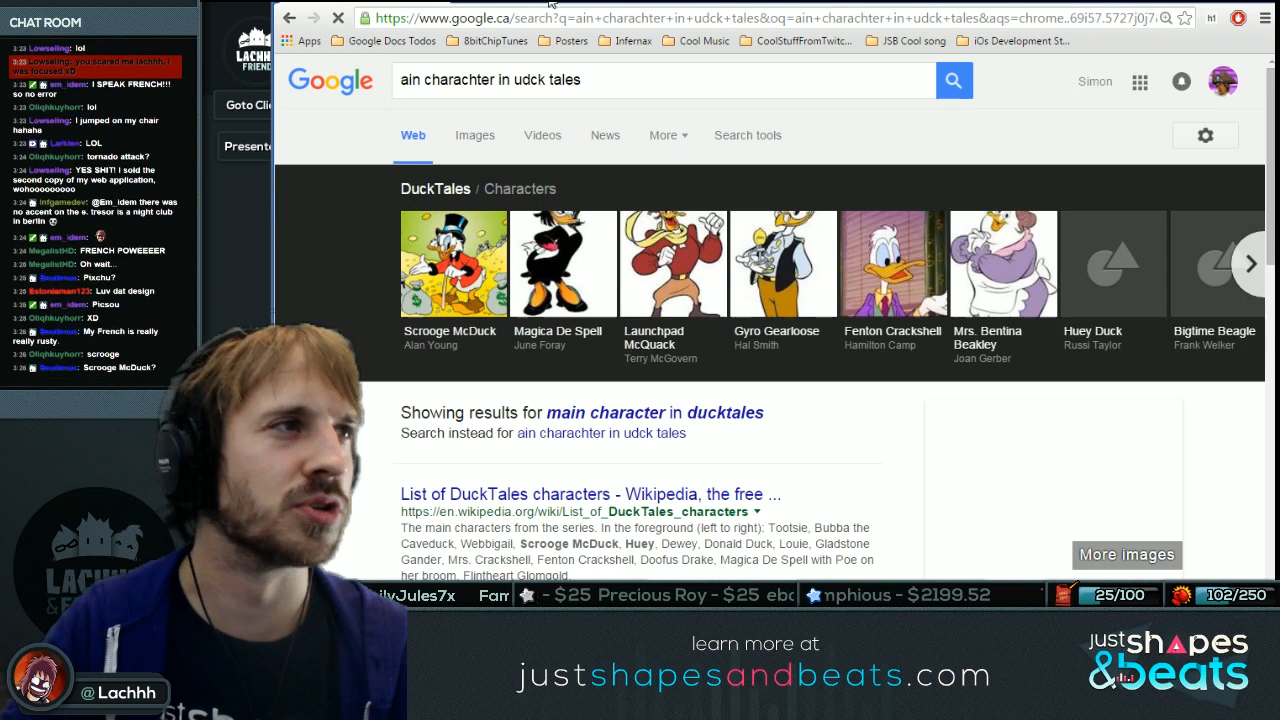 CHAT ROOM
3:23 Lowseling: lol
3:23 Lowseling: you scared me lachhh, I
was focused xD
3:23 em_idem: I SPEAK FRENCH!!!
so no error
3:23 Oliqhkuyhorr: lol
3:23 Lowseling: I jumped on my chair
hahaha
3:23 Larklen: LOL
3:24 Oliqhkuyhorr: tornado attack?
3:24 Lowseling: YES SHIT! I sold the
second copy of my web application,
wohooooooooo
3:24 Infgamedev: @Em_idem there was
no accent on the e. tresor is a night club
in berlin
3:24 em_idem:
3:24 MegalistHD: FRENCH POWEEEER
3:26 MegalistHD: Oh wait...
3:25 Pixchu?
Estoniaman123: Luv dat design
3:25 em_idem: Picsou
3:25 Oliqhkuyhorr: XD
3:26 My French is
really rusty.
3:26 Oliqhkuyhorr: scrooge
3:26 Scrooge McDuck?
LACHHH
FRIEND
Goto Cli
Presente
https://www.google.ca/search?q=ain+charachter+in+udck+tales&oq=ain+charachter+in+udck+tales&aqs=chrome..69i57.5727j0j7
h1
Apps Google Docs Todos 8bitChipTunes Posters Infernax Cool Music CoolStuffFromTwitc... JSB Cool song iOs Development St...
Google ain charachter in udck tales Simon
Web Images Videos News More Search tools
DuckTales / Characters
Scrooge McDuck
Alan Young
Magica De Spell
June Foray
Launchpad
McQuack
Terry McGovern
Gyro Gearloose
Hal Smith
Fenton Crackshell
Hamilton Camp
Mrs. Bentina
Beakley
Joan Gerber
Huey Duck
Russi Taylor
Bigtime Beagle
Frank Welker
Showing results for main character in ducktales
Search instead for ain charachter in udck tales
List of DuckTales characters - Wikipedia, the free ...
https://en.wikipedia.org/wiki/List_of_DuckTales_characters
The main characters from the series. In the foreground (left to right): Tootsie, Bubba the
Caveduck, Webbigail, Scrooge McDuck, Huey, Dewey, Donald Duck, Louie, Gladstone
Gander, Mrs. Crackshell, Fenton Crackshell, Doofus Drake, Magica De Spell with Poe on
her broom, Flintheart Glomgold.
More images
ilyJules7x Fam - $25 Precious Roy - $25 ebo mphious - $2199.52 25/100 102/250
LACHHH
&
@Lachhh
just
learn more at
justshapesandbeats.com
just shapes
&beats